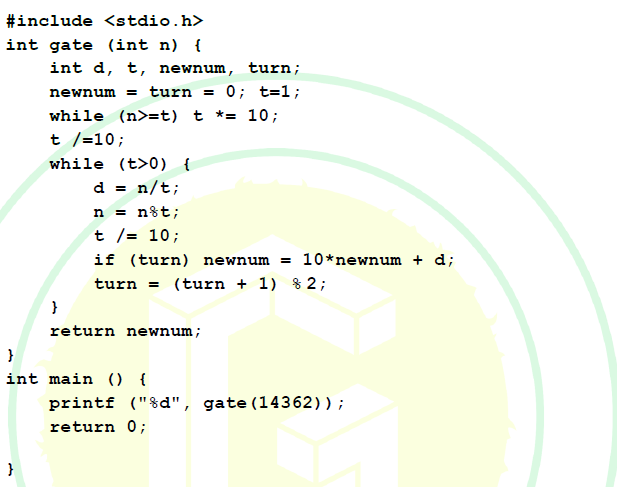 #include <stdio.h>
int gate (int n) {
    int d, t, newnum, turn;
    newnum = turn = 0; t=1;
    while (n>=t) t *= 10;
    t /=10;
    while (t>0) {
        d = n/t;
        n = n%t;
        t /= 10;
        if (turn) newnum = 10*newnum + d;
        turn = (turn + 1) %2;
    }
    return newnum;
}
int main () {
    printf ("%d", gate(14362));
    return 0;
}